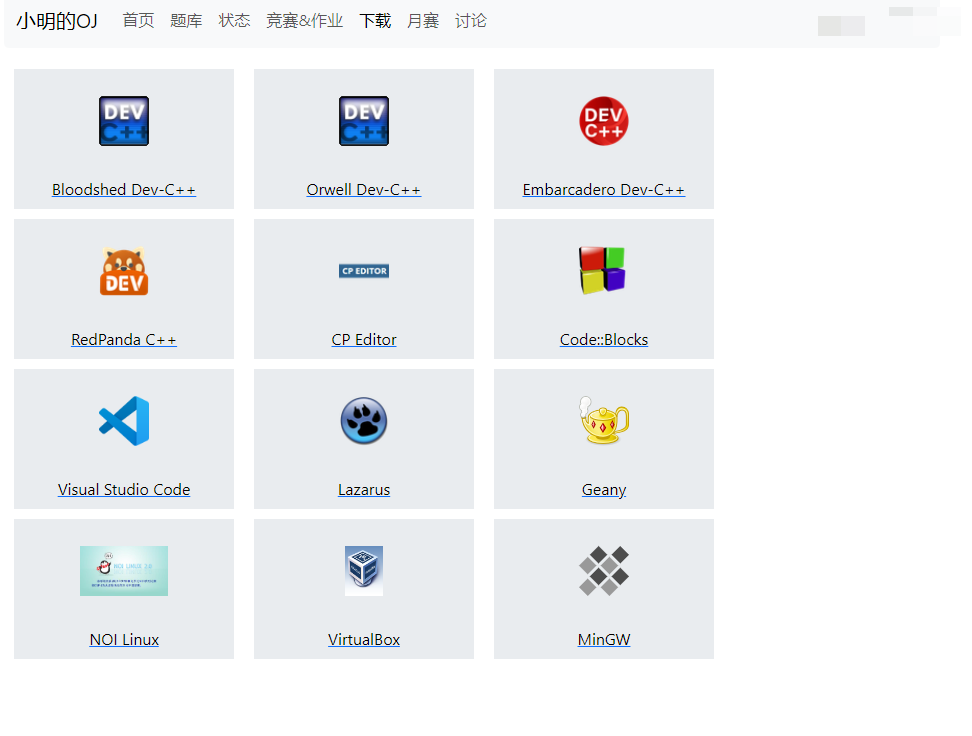 小明的OJ 首页 题库 状态 竞赛&作业 下载 月赛 讨论
DEV C++ DEV C++ DEV C++
Bloodshed Dev-C++ Orwell Dev-C++ Embarcadero Dev-C++
DEV CP EDITOR
RedPanda C++ CP Editor Code::Blocks
Visual Studio Code Lazarus Geany
NOI LINUX 2.0
NOI Linux VirtualBox MinGW